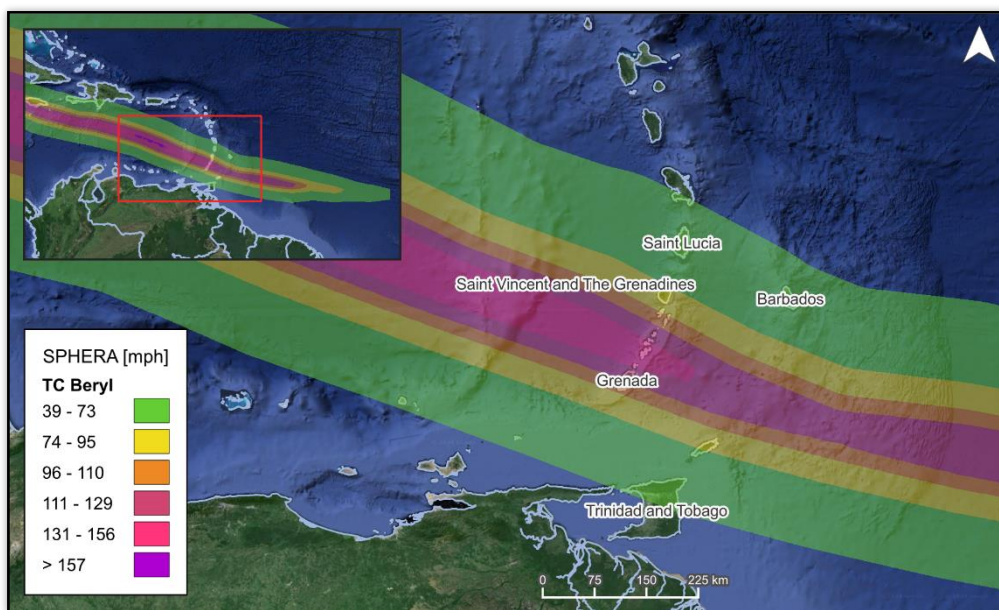 Saint Lucia
Saint Vincent and The Grenadines
Barbados
Grenada
Trinidad and Tobago
SPHERA [mph]
TC Beryl
39 - 73
74 - 95
96 - 110
111 - 129
131 - 156
> 157
0 75 150 225 km